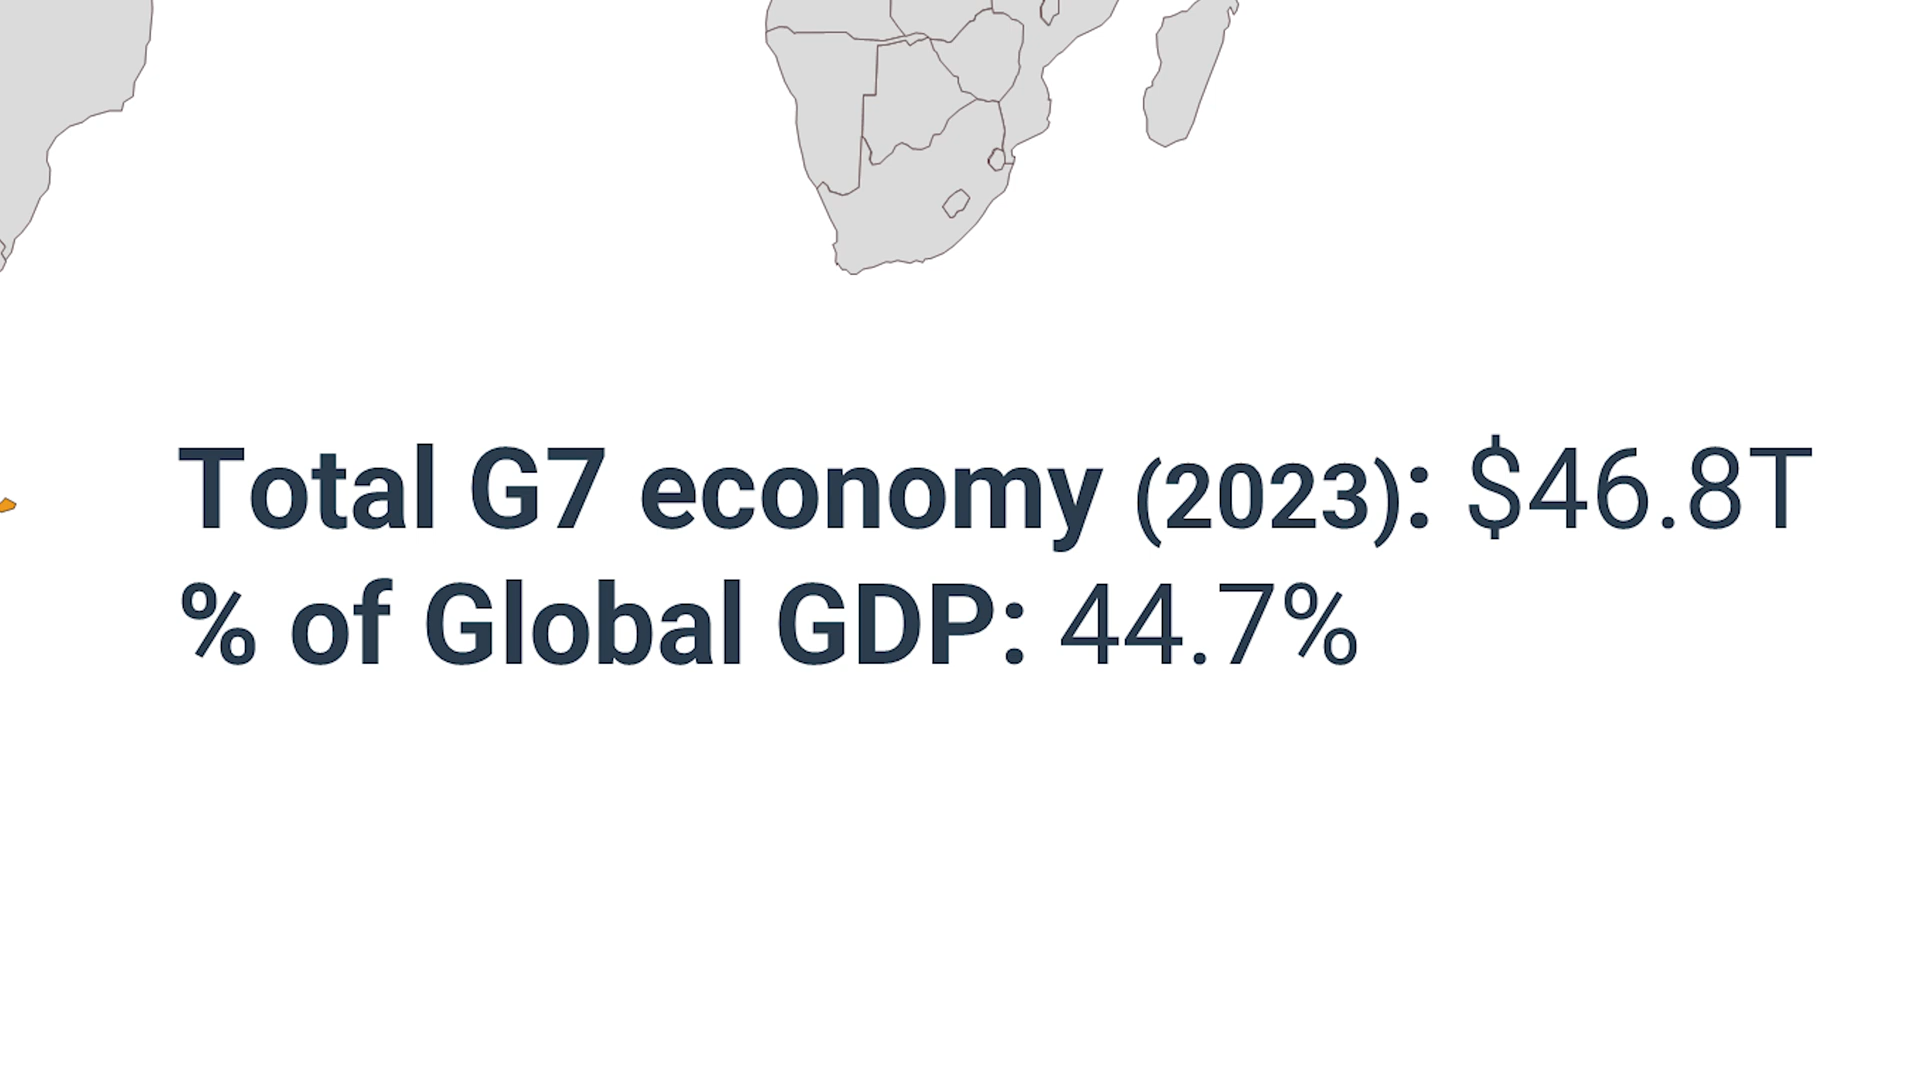 Total G7 economy (2023): $46.8T
% of Global GDP: 44.7%